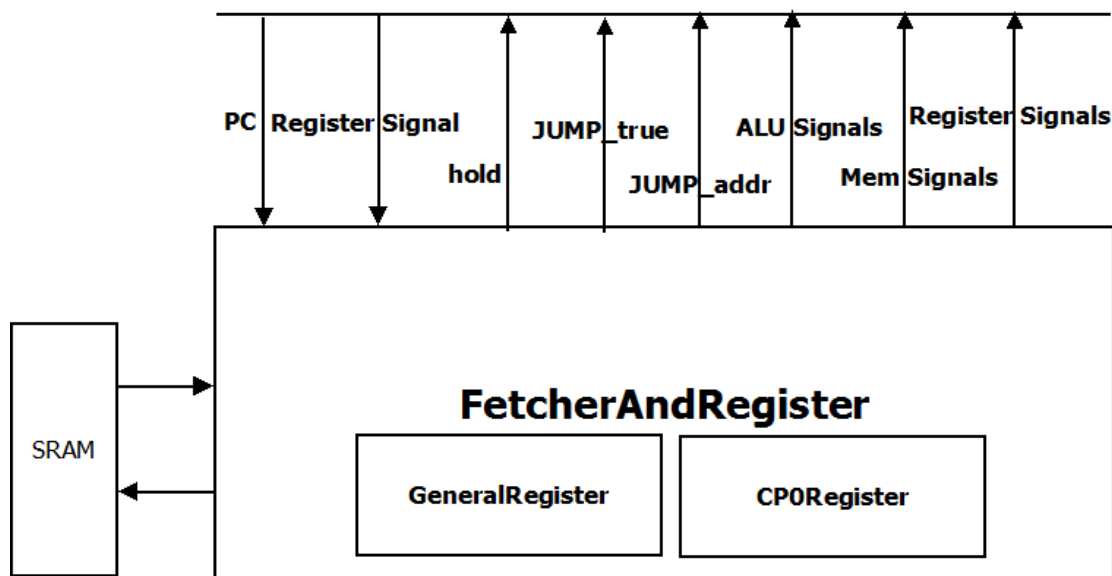 PC
Register Signal
hold
JUMP_true
JUMP_addr
ALU Signals
Mem Signals
Register Signals
SRAM
FetcherAndRegister
GeneralRegister
CP0Register